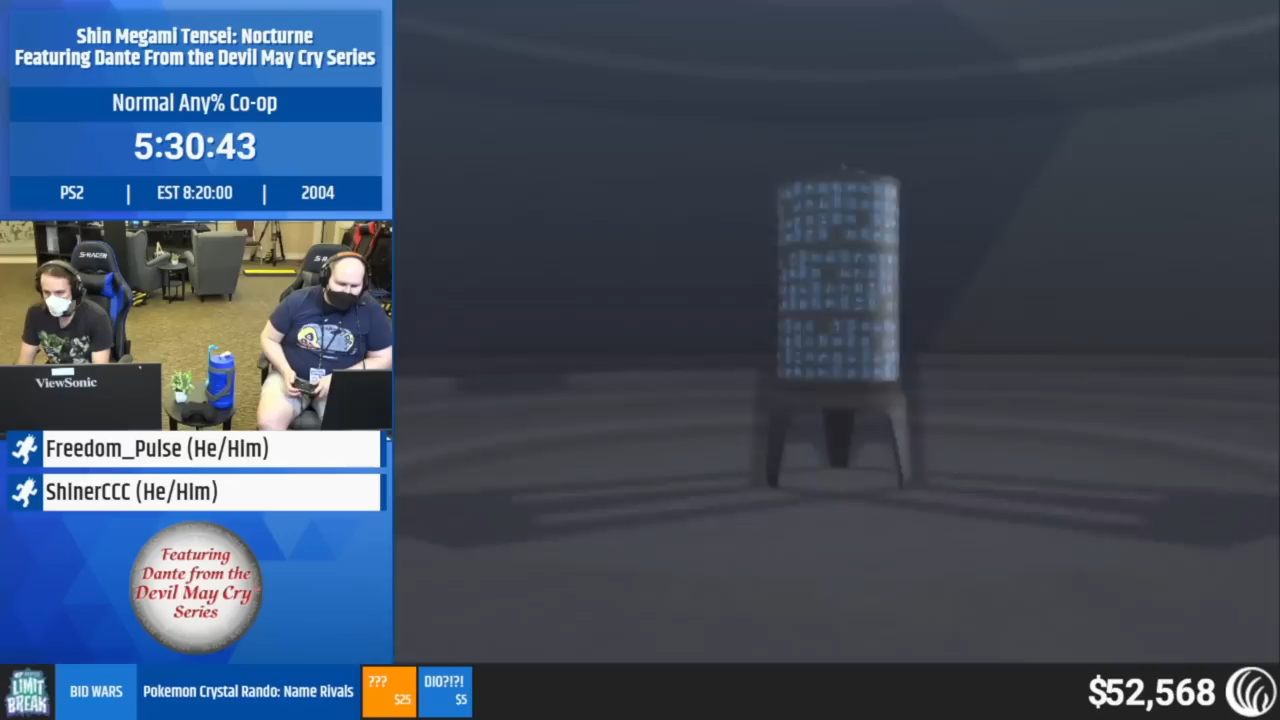 Shin Megami Tensei: Nocturne
Featuring Dante From the Devil May Cry Series
Normal Any% Co-op
5:30:43
PS2 | EST 8:20:00 | 2004
S-RACER
ViewSonic
Freedom_Pulse (He/Him)
ShinerCCC (He/Him)
Featuring
Dante from the
Devil May Cry
Series
LIMIT
BREAK
BID WARS
Pokemon Crystal Rando: Name Rivals
??? $25
DIO?!?! $5
$52,568